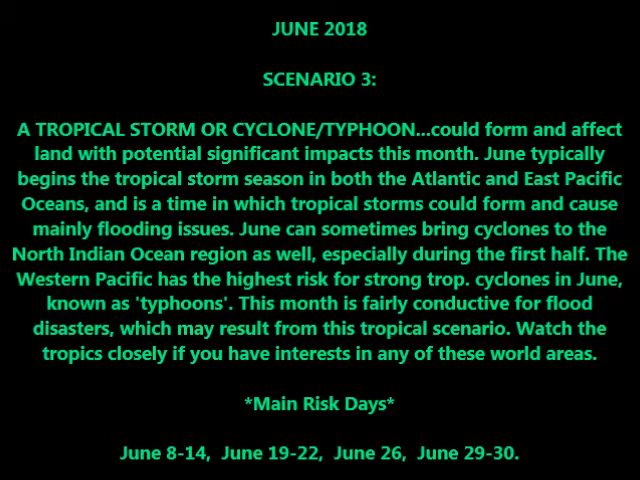 JUNE 2018
SCENARIO 3:
A TROPICAL STORM OR CYCLONE/TYPHOON...could form and affect
land with potential significant impacts this month. June typically
begins the tropical storm season in both the Atlantic and East Pacific
Oceans, and is a time in which tropical storms could form and cause
mainly flooding issues. June can sometimes bring cyclones to the
North Indian Ocean region as well, especially during the first half. The
Western Pacific has the highest risk for strong trop. cyclones in June,
known as 'typhoons'. This month is fairly conductive for flood
disasters, which may result from this tropical scenario. Watch the
tropics closely if you have interests in any of these world areas.
*Main Risk Days*
June 8-14,  June 19-22,  June 26,  June 29-30.